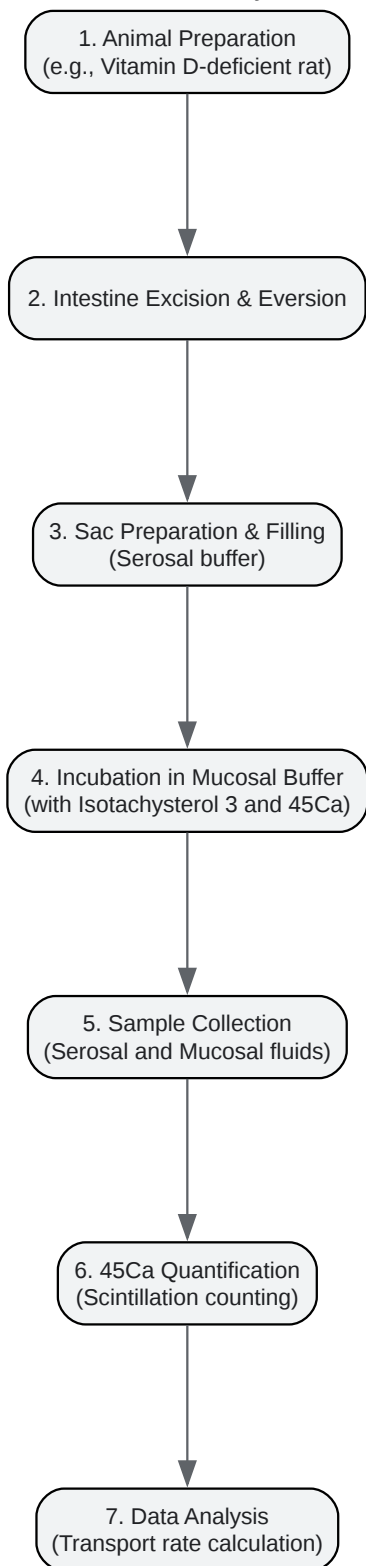 1. Animal Preparation
(e.g., Vitamin D-deficient rat)
2. Intestine Excision & Eversion
3. Sac Preparation & Filling
(Serosal buffer)
4. Incubation in Mucosal Buffer
(with Isotachysterol 3 and 45Ca)
5. Sample Collection
(Serosal and Mucosal fluids)
6. 45Ca Quantification
(Scintillation counting)
7. Data Analysis
(Transport rate calculation)